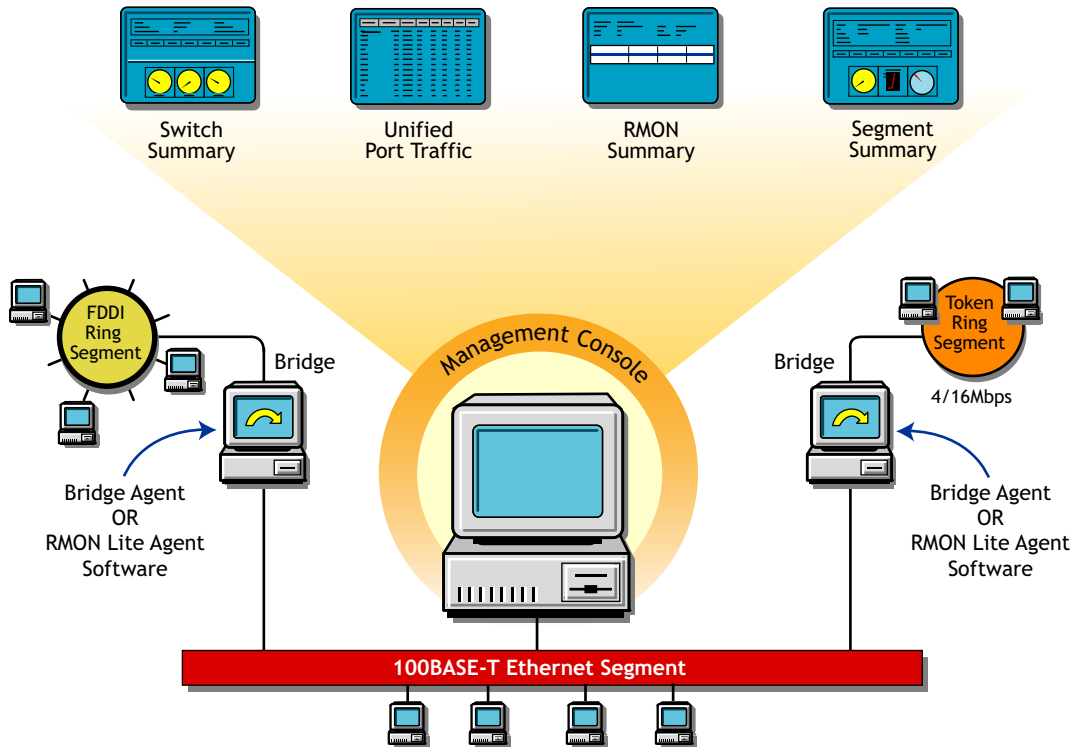 Switch
Summary
Unified
Port Traffic
RMON
Summary
Segment
Summary
FDDI
Ring
Segment
Bridge
Management Console
Bridge
Token
Ring
Segment
4/16Mbps
Bridge Agent
OR
RMON Lite Agent
Software
Bridge Agent
OR
RMON Lite Agent
Software
100BASE-T Ethernet Segment